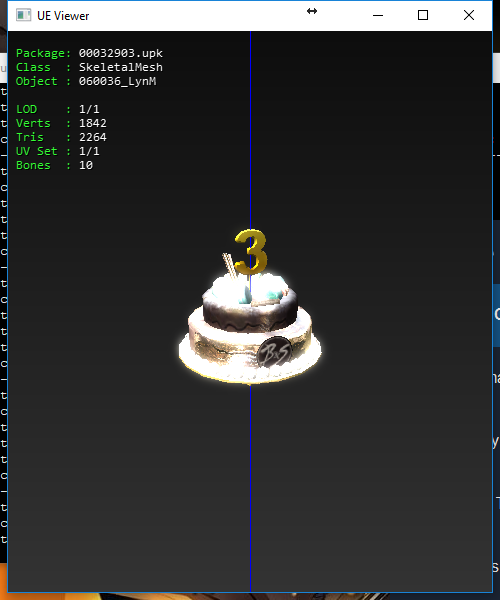 UE Viewer
Package: 00032903.upk
Class : SkeletalMesh
Object : 060036_LynM
LOD : 1/1
Verts : 1842
Tris : 2264
UV Set : 1/1
Bones : 10
3
B&S